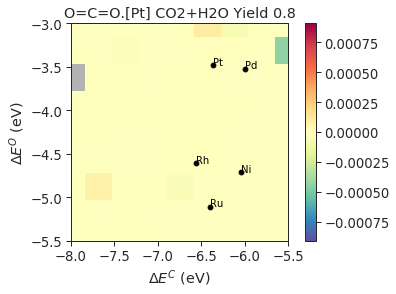 O=C=O.[Pt] CO2+H2O Yield 0.8
−3.0
−3.5
−4.0
−4.5
−5.0
−5.5
ΔE^O (eV)
Pt
Pd
Rh
Ni
Ru
−8.0 −7.5 −7.0 −6.5 −6.0 −5.5
ΔE^C (eV)
0.00075
0.00050
0.00025
0.00000
−0.00025
−0.00050
−0.00075